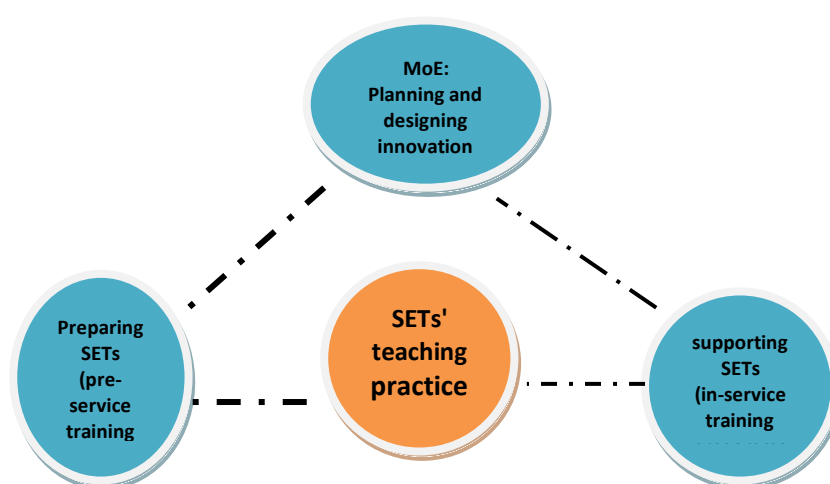 MoE:
Planning and
designing
innovation
Preparing
SETs
(pre-
service
training
SETs'
teaching
practice
supporting
SETs
(in-service
training